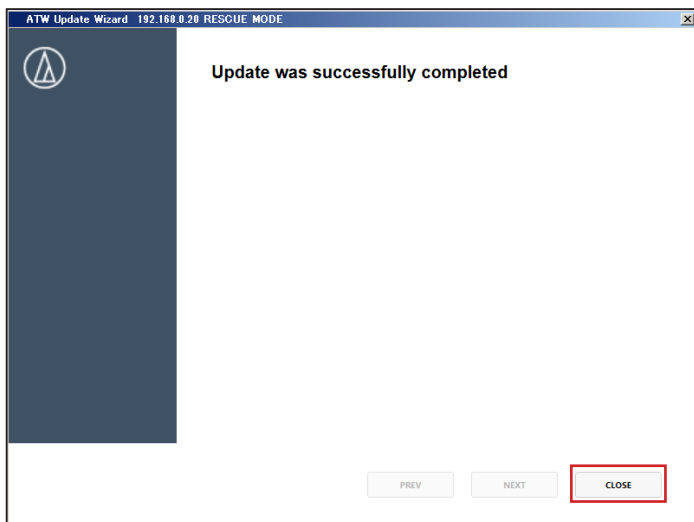 ATW Update Wizard 192.168.0.20 RESCUE MODE
Update was successfully completed
PREV NEXT CLOSE